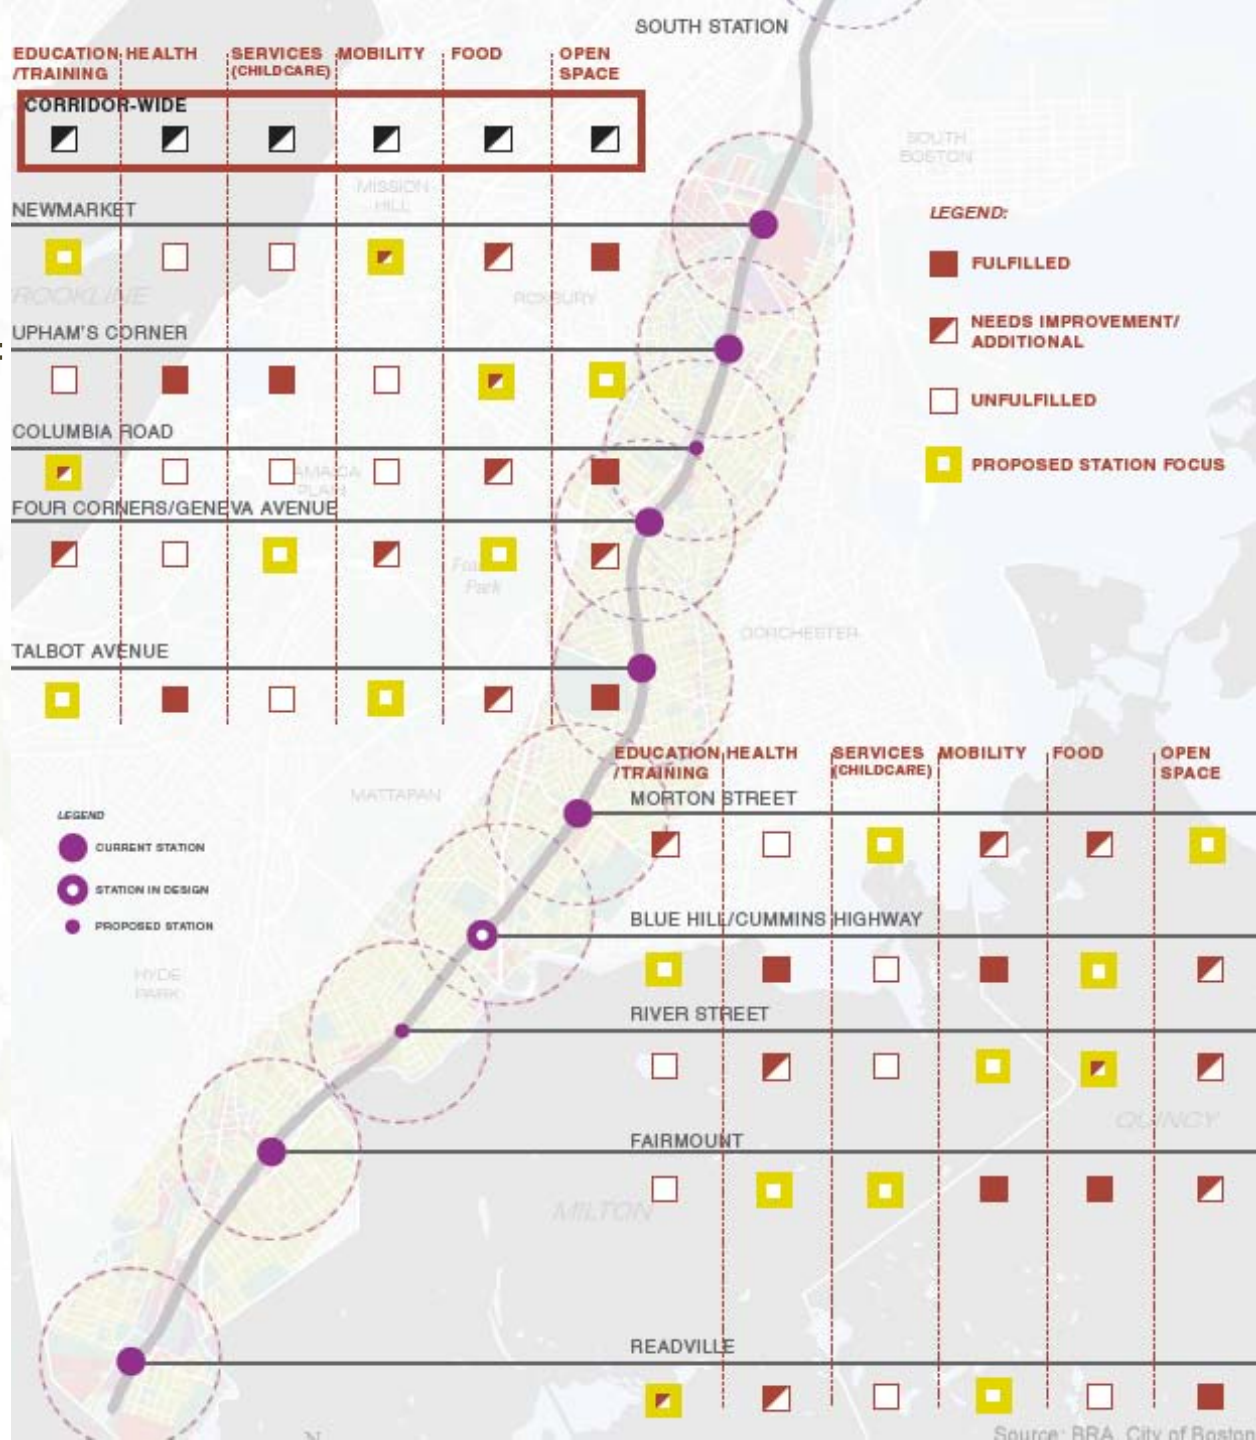 SOUTH STATION
EDUCATION HEALTH SERVICES MOBILITY FOOD OPEN
/TRAINING (CHILDCARE) SPACE
CORRIDOR-WIDE
SOUTH
BOSTON
MISSION
HILL
NEWMARKET
LEGEND:
FULFILLED
ROXBURY
UPHAM'S CORNER
NEEDS IMPROVEMENT/
ADDITIONAL
UNFULFILLED
COLUMBIA ROAD
PROPOSED STATION FOCUS
FOUR CORNERS/GENEVA AVENUE
Park
DORCHESTER
TALBOT AVENUE
EDUCATION HEALTH SERVICES MOBILITY FOOD OPEN
/TRAINING (CHILDCARE) SPACE
MATTAPAN
MORTON STREET
LEGEND
CURRENT STATION
STATION IN DESIGN
PROPOSED STATION
BLUE HILL/CUMMINS HIGHWAY
HYDE
PARK
RIVER STREET
QUINCY
FAIRMOUNT
MILTON
READVILLE
Source: BRA, City of Boston